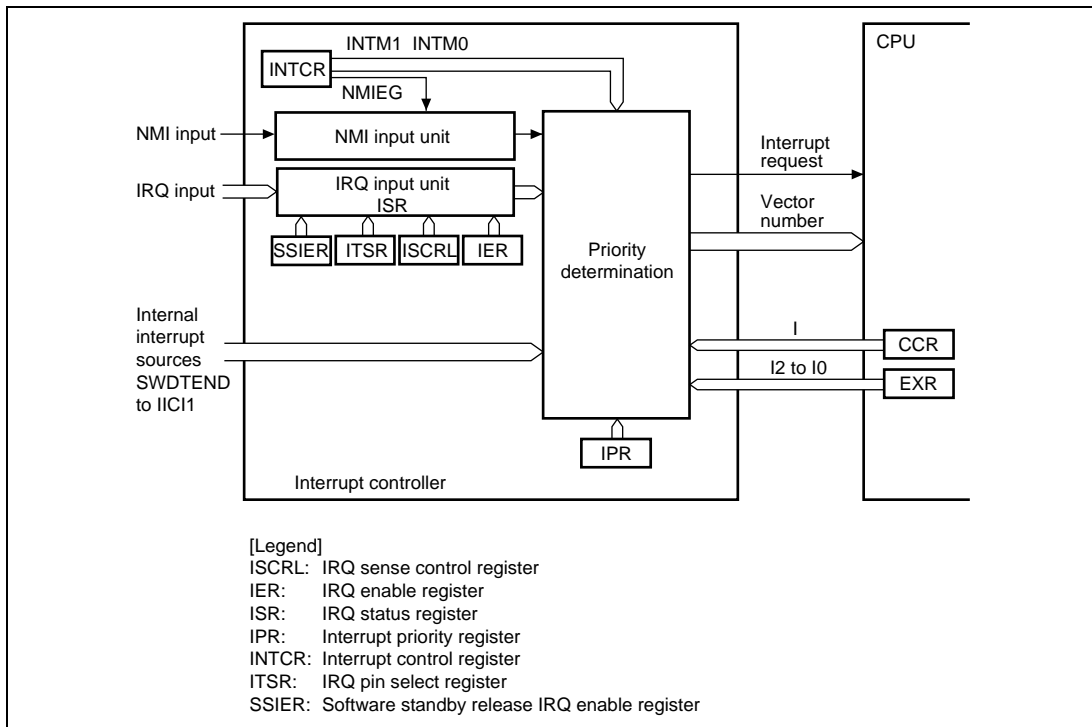 INTM1 INTM0
CPU
INTCR
NMIEG
NMI input
NMI input unit
Interrupt
request
IRQ input
IRQ input unit
ISR
Vector
number
SSIER
ITSR
ISCRL
IER
Priority
determination
Internal
interrupt
sources
SWDTEND
to IICI1
I
CCR
I2 to I0
EXR
IPR
Interrupt controller
[Legend]
ISCRL: IRQ sense control register
IER: IRQ enable register
ISR: IRQ status register
IPR: Interrupt priority register
INTCR: Interrupt control register
ITSR: IRQ pin select register
SSIER: Software standby release IRQ enable register